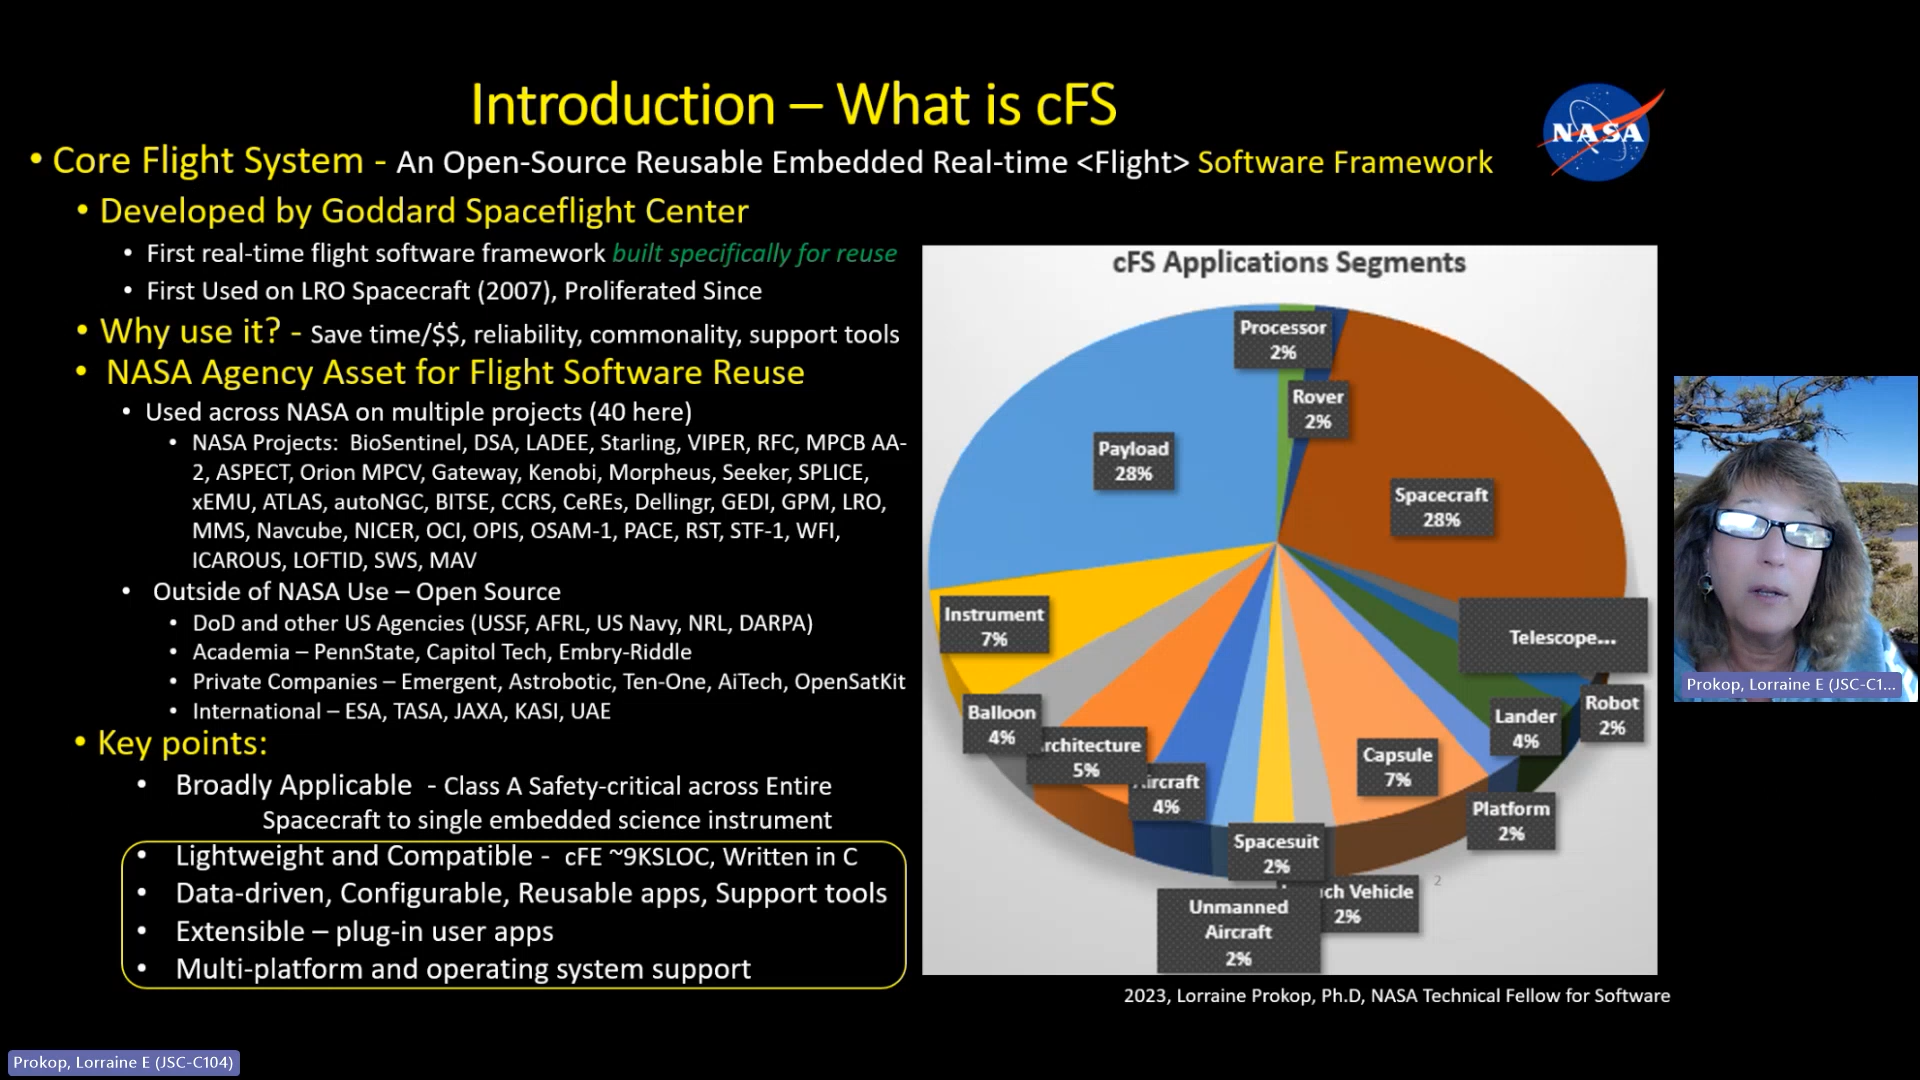 Introduction – What is cFS
NASA
• Core Flight System - An Open-Source Reusable Embedded Real-time <Flight> Software Framework
• Developed by Goddard Spaceflight Center
• First real-time flight software framework built specifically for reuse
• First Used on LRO Spacecraft (2007), Proliferated Since
• Why use it? - Save time/$$, reliability, commonality, support tools
• NASA Agency Asset for Flight Software Reuse
• Used across NASA on multiple projects (40 here)
• NASA Projects: BioSentinel, DSA, LADEE, Starling, VIPER, RFC, MPCB AA-
2, ASPECT, Orion MPCV, Gateway, Kenobi, Morpheus, Seeker, SPLICE,
xEMU, ATLAS, autoNGC, BITSE, CCRS, CeREs, Dellingr, GEDI, GPM, LRO,
MMS, Navcube, NICER, OCI, OPIS, OSAM-1, PACE, RST, STF-1, WFI,
ICAROUS, LOFTID, SWS, MAV
• Outside of NASA Use – Open Source
• DoD and other US Agencies (USSF, AFRL, US Navy, NRL, DARPA)
• Academia – PennState, Capitol Tech, Embry-Riddle
• Private Companies – Emergent, Astrobotic, Ten-One, AiTech, OpenSatKit
• International – ESA, TASA, JAXA, KASI, UAE
• Key points:
• Broadly Applicable - Class A Safety-critical across Entire
Spacecraft to single embedded science instrument
• Lightweight and Compatible - cFE ~9KSLOC, Written in C
• Data-driven, Configurable, Reusable apps, Support tools
• Extensible – plug-in user apps
• Multi-platform and operating system support
cFS Applications Segments
Processor
2%
Rover
2%
Payload
28%
Spacecraft
28%
Instrument
7%
Telescope...
Balloon
4%
rchitecture
5%
ircraft
4%
Capsule
7%
Lander
4%
Robot
2%
Platform
2%
Spacesuit
2%
ch Vehicle
2%
Unmanned
Aircraft
2%
2
2023, Lorraine Prokop, Ph.D, NASA Technical Fellow for Software
Prokop, Lorraine E (JSC-C1...
Prokop, Lorraine E (JSC-C104)